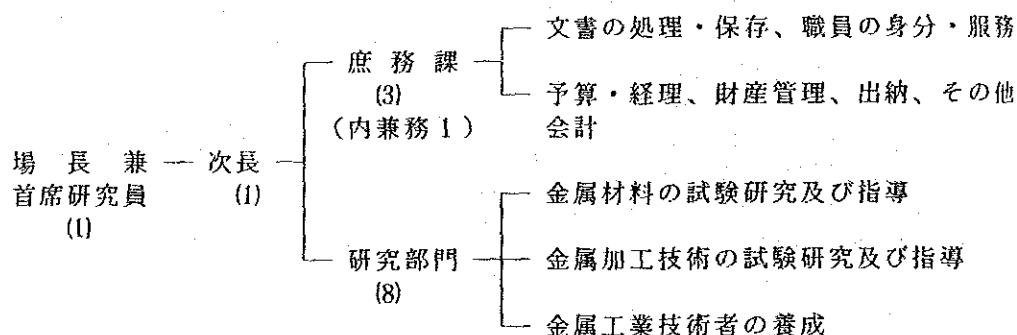 文書の処理・保存、職員の身分・服務
庶務課
(3)
(内兼務1)
予算・経理、財産管理、出納、その他
会計
場長兼
首席研究員
(1)
次長
(1)
金属材料の試験研究及び指導
研究部門
(8)
金属加工技術の試験研究及び指導
金属工業技術者の養成